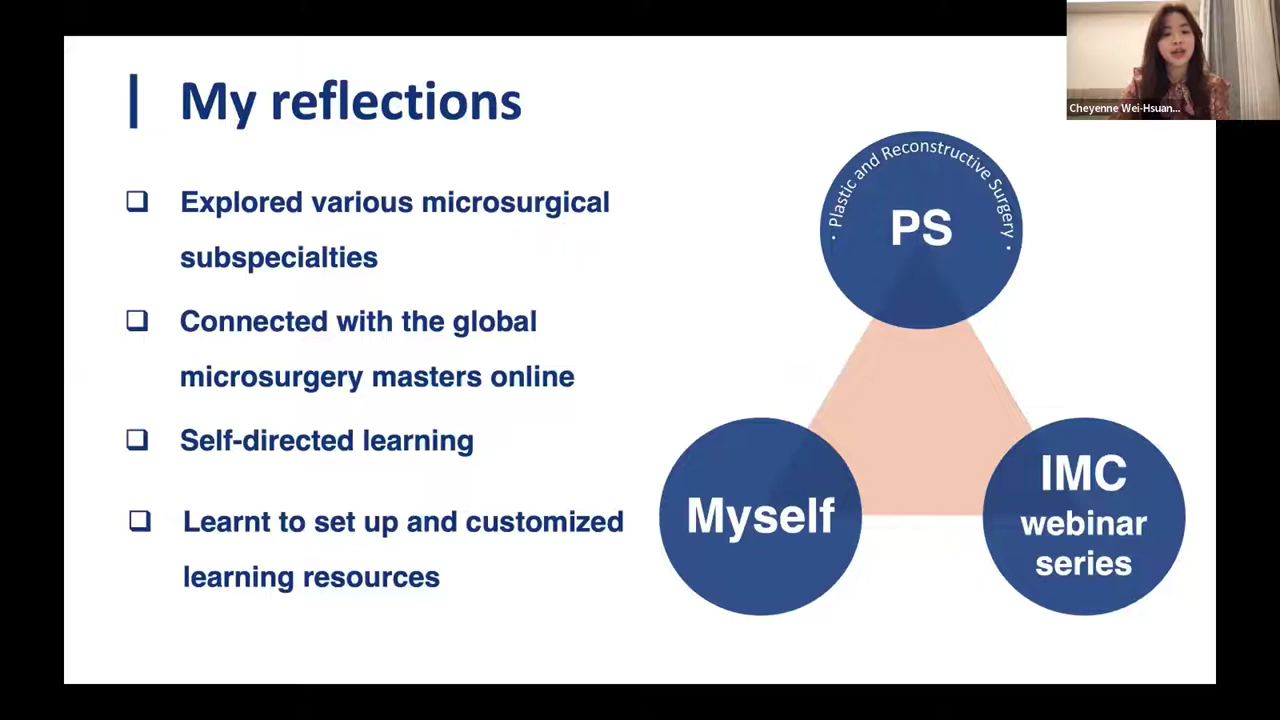 My reflections
Explored various microsurgical
subspecialties
Connected with the global
microsurgery masters online
Self-directed learning
Learnt to set up and customized
learning resources
• Plastic and Reconstructive Surgery •
PS
Myself
IMC
webinar
series
Cheyenne Wei-Hsuan...